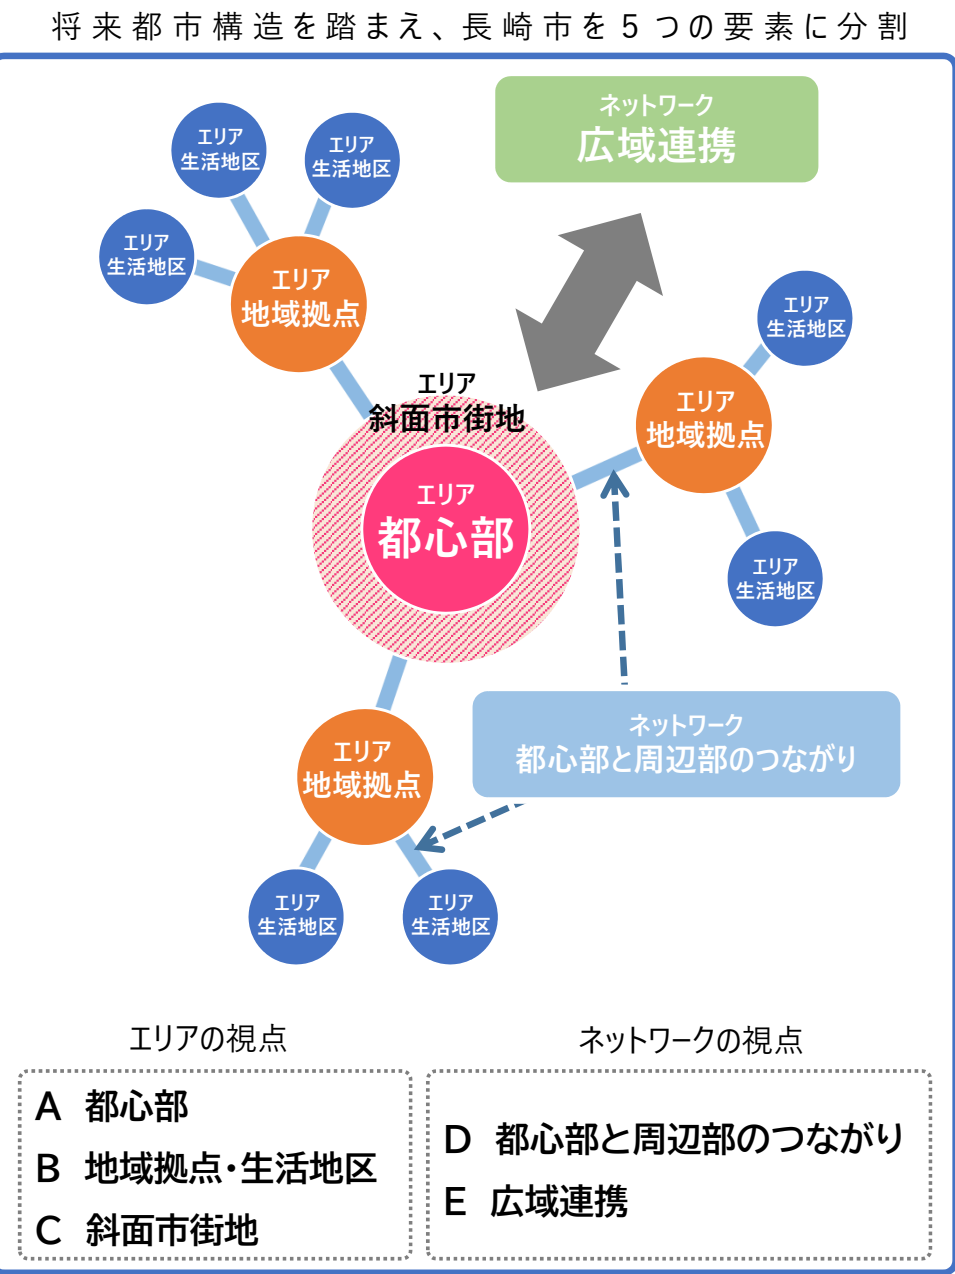 将来都市構造を踏まえ、長崎市を5つの要素に分割
ネットワーク
広域連携
エリア
生活地区
エリア
生活地区
エリア
生活地区
エリア
地域拠点
エリア
生活地区
エリア
斜面市街地
エリア
地域拠点
エリア
都心部
エリア
生活地区
ネットワーク
都心部と周辺部のつながり
エリア
地域拠点
エリア
生活地区
エリア
生活地区
エリアの視点
A 都心部
B 地域拠点・生活地区
C 斜面市街地
ネットワークの視点
D 都心部と周辺部のつながり
E 広域連携